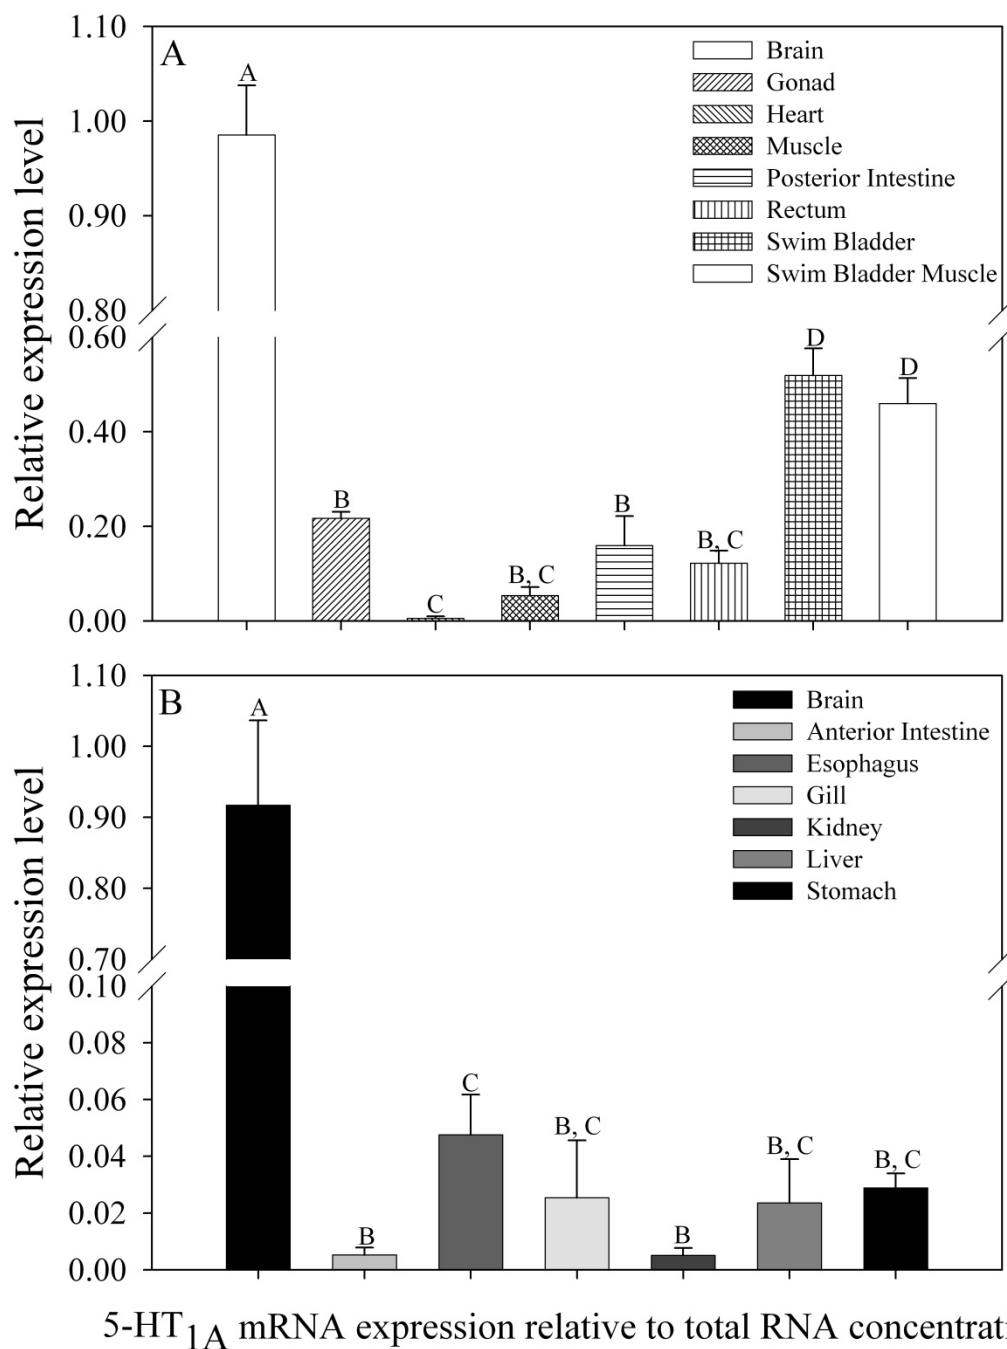 A
Relative expression level
1.10
1.00
0.90
0.80
0.60
0.40
0.20
0.00
A
B
C
B, C
B
B, C
D
D
Brain
Gonad
Heart
Muscle
Posterior Intestine
Rectum
Swim Bladder
Swim Bladder Muscle
B
Relative expression level
1.10
1.00
0.90
0.80
0.70
0.10
0.08
0.06
0.04
0.02
0.00
A
B
C
B, C
B
B, C
B, C
Brain
Anterior Intestine
Esophagus
Gill
Kidney
Liver
Stomach
5-HT1A mRNA expression relative to total RNA concentrati